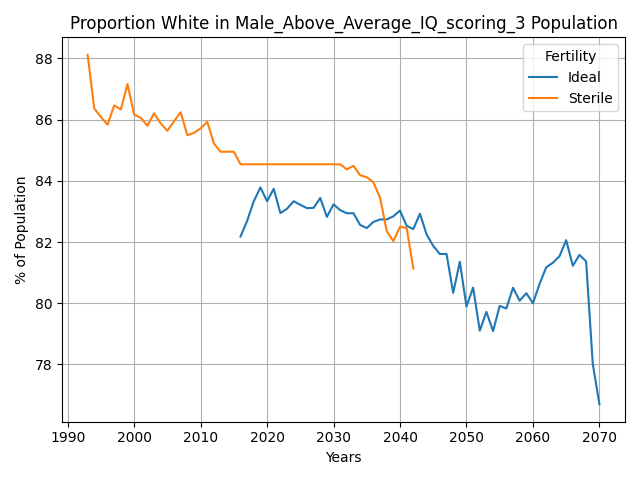 Proportion White in Male_Above_Average_IQ_scoring_3 Population
Fertility
Ideal
Sterile
% of Population
88
86
84
82
80
78
1990 2000 2010 2020 2030 2040 2050 2060 2070
Years